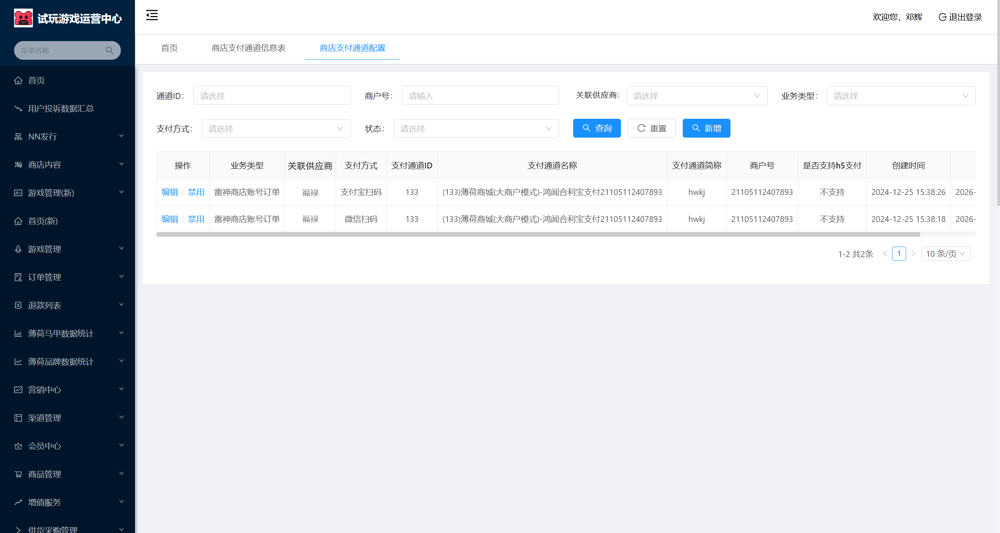 试玩游戏运营中心
菜单名称
首页
用户投诉数据汇总
NN发行
商店内容
游戏管理(新)
首页(新)
游戏管理
订单管理
退款列表
薄荷马甲数据统计
薄荷品牌数据统计
营销中心
渠道管理
会员中心
商品管理
增值服务
供货采购管理
欢迎您，邓辉 退出登录
首页 商店支付通道信息表 商店支付通道配置
通道ID： 请选择 商户号： 请输入 关联供应商： 请选择 业务类型： 请选择
支付方式： 请选择 状态： 请选择 查询 重置 新增
操作 业务类型 关联供应商 支付方式 支付通道ID 支付通道名称 支付通道简称 商户号 是否支持h5支付 创建时间
编辑 禁用 雷神商店账号订单 福禄 支付宝扫码 133 (133)薄荷商城(大商户模式)-鸿闻合利宝支付21105112407893 hwkj 21105112407893 不支持 2024-12-25 15:38:26 2026-
编辑 禁用 雷神商店账号订单 福禄 微信扫码 133 (133)薄荷商城(大商户模式)-鸿闻合利宝支付21105112407893 hwkj 21105112407893 不支持 2024-12-25 15:38:18 2026-
1-2 共2条 1 10 条/页